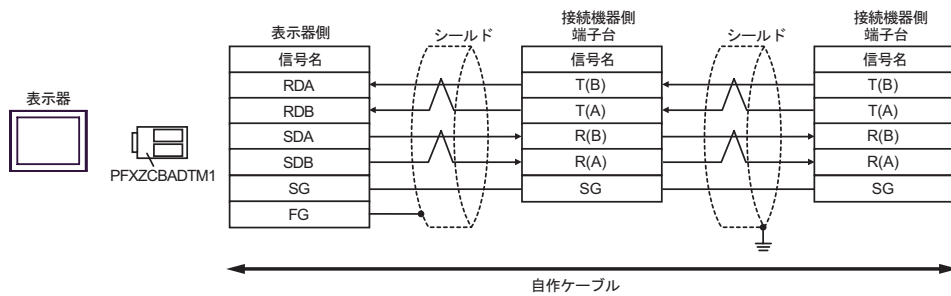 表示器
PFXZCBADTM1
表示器側
信号名
RDA
RDB
SDA
SDB
SG
FG
シールド
接続機器側
端子台
信号名
T(B)
T(A)
R(B)
R(A)
SG
シールド
接続機器側
端子台
信号名
T(B)
T(A)
R(B)
R(A)
SG
自作ケーブル